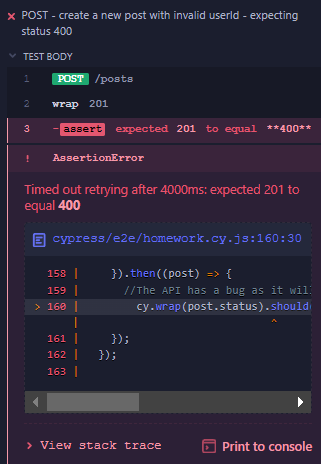 × POST - create a new post with invalid userId - expecting
status 400
TEST BODY
1 POST /posts
2 wrap 201
3 -assert expected 201 to equal **400**
! AssertionError
Timed out retrying after 4000ms: expected 201 to
equal 400
cypress/e2e/homework.cy.js:160:30
158 | }).then((post) => {
159 | //The API has a bug as it will
> 160 | cy.wrap(post.status).should
| ^
161 | });
162 | });
163 |
> View stack trace
Print to console